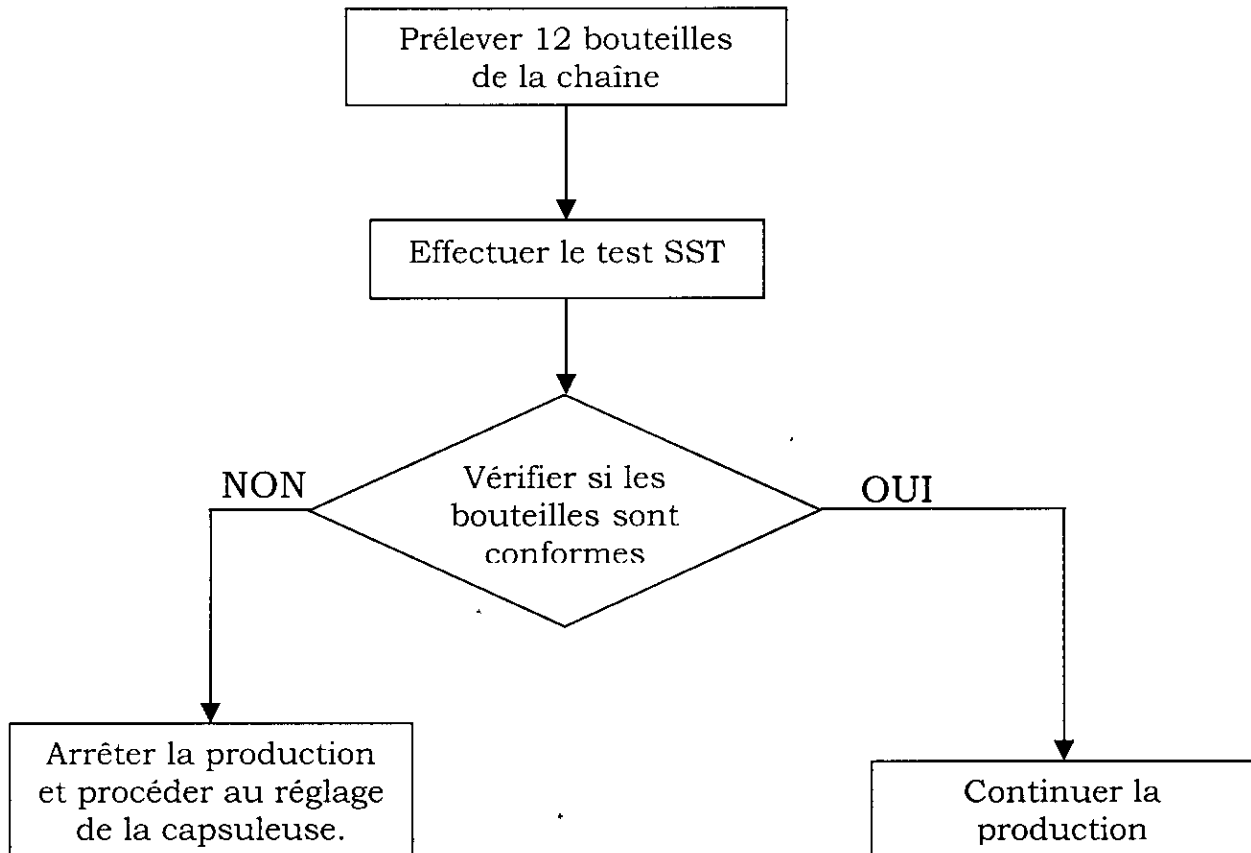 Prélever 12 bouteilles
de la chaîne
Effectuer le test SST
Vérifier si les
bouteilles sont
conformes
NON
OUI
Arrêter la production
et procéder au réglage
de la capsuleuse.
Continuer la
production